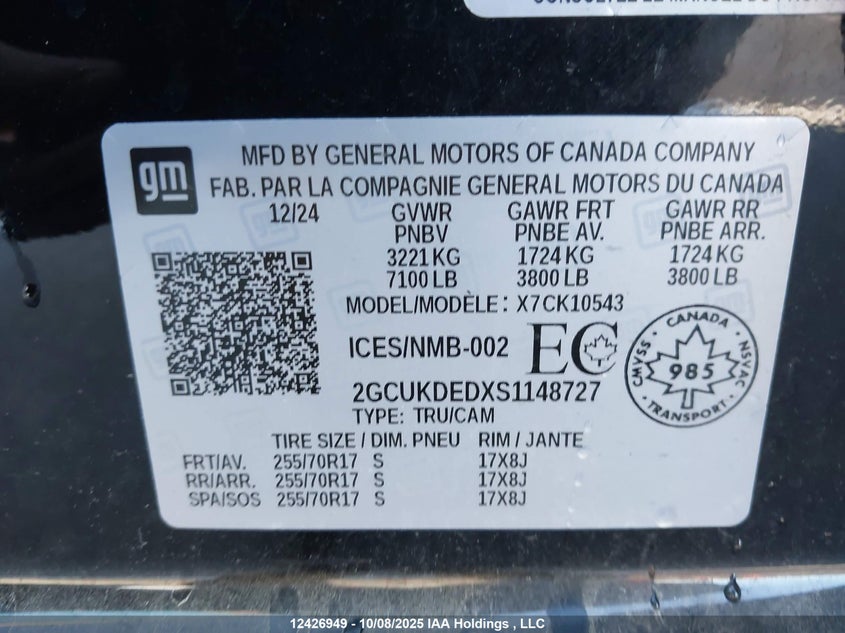 gm
MFD BY GENERAL MOTORS OF CANADA COMPANY
FAB. PAR LA COMPAGNIE GENERAL MOTORS DU CANADA
12/24 GVWR GAWR FRT GAWR RR
PNBV PNBE AV. PNBE ARR.
3221 KG 1724 KG 1724 KG
7100 LB 3800 LB 3800 LB
MODEL/MODÈLE: X7CK10543
ICES/NMB-002 EC
2GCUKDEDXS1148727
TYPE: TRU/CAM
CANADA
CMVSS 985 NSVAC
TRANSPORT
TIRE SIZE / DIM. PNEU RIM / JANTE
FRT/AV. 255/70R17 S 17X8J
RR/ARR. 255/70R17 S 17X8J
SPA/SOS 255/70R17 S 17X8J
12426949 - 10/08/2025 IAA Holdings , LLC